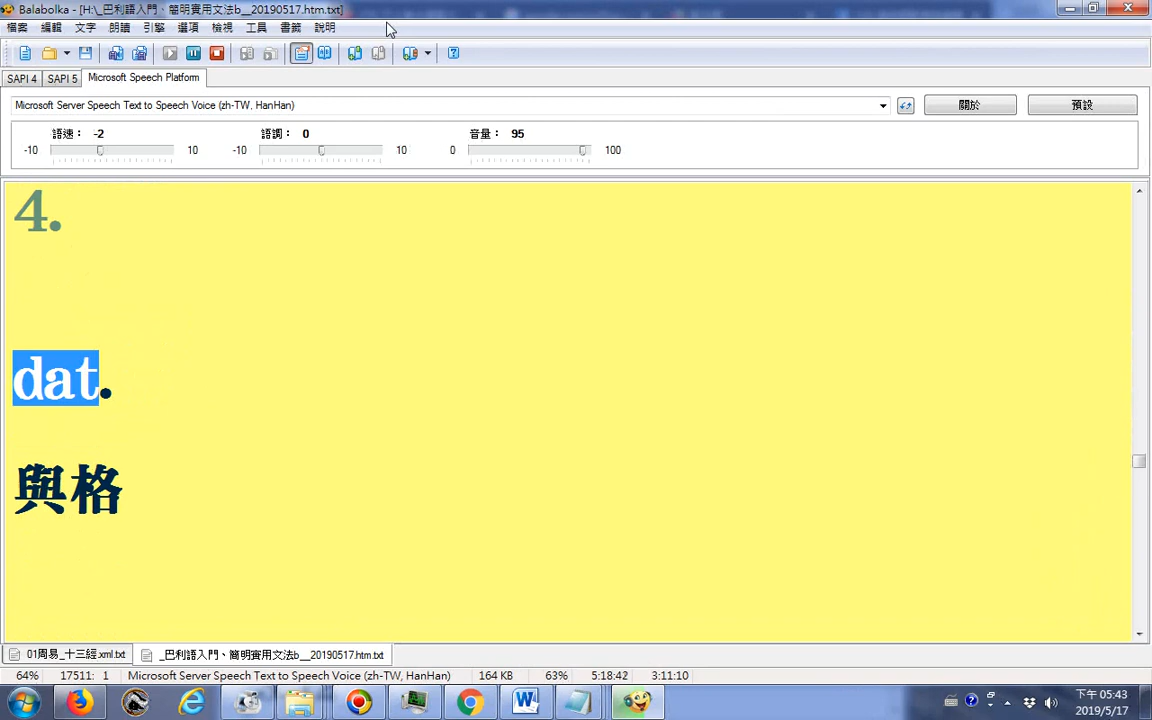 Balabolka - [H:\_巴利語入門、簡明實用文法b__20190517.htm.txt]
檔案 編輯 文字 朗讀 引擎 選項 檢視 工具 書籤 說明
SAPI 4 SAPI 5 Microsoft Speech Platform
Microsoft Server Speech Text to Speech Voice (zh-TW, HanHan) 關於 預設
語速： -2 語調： 0 音量： 95
-10 10 -10 10 0 100
4.
dat.
與格
01周易_十三經.xml.txt _巴利語入門、簡明實用文法b__20190517.htm.txt
64% 17511: 1 Microsoft Server Speech Text to Speech Voice (zh-TW, HanHan) 164 KB 63% 5:18:42 3:11:10
下午 05:43
2019/5/17